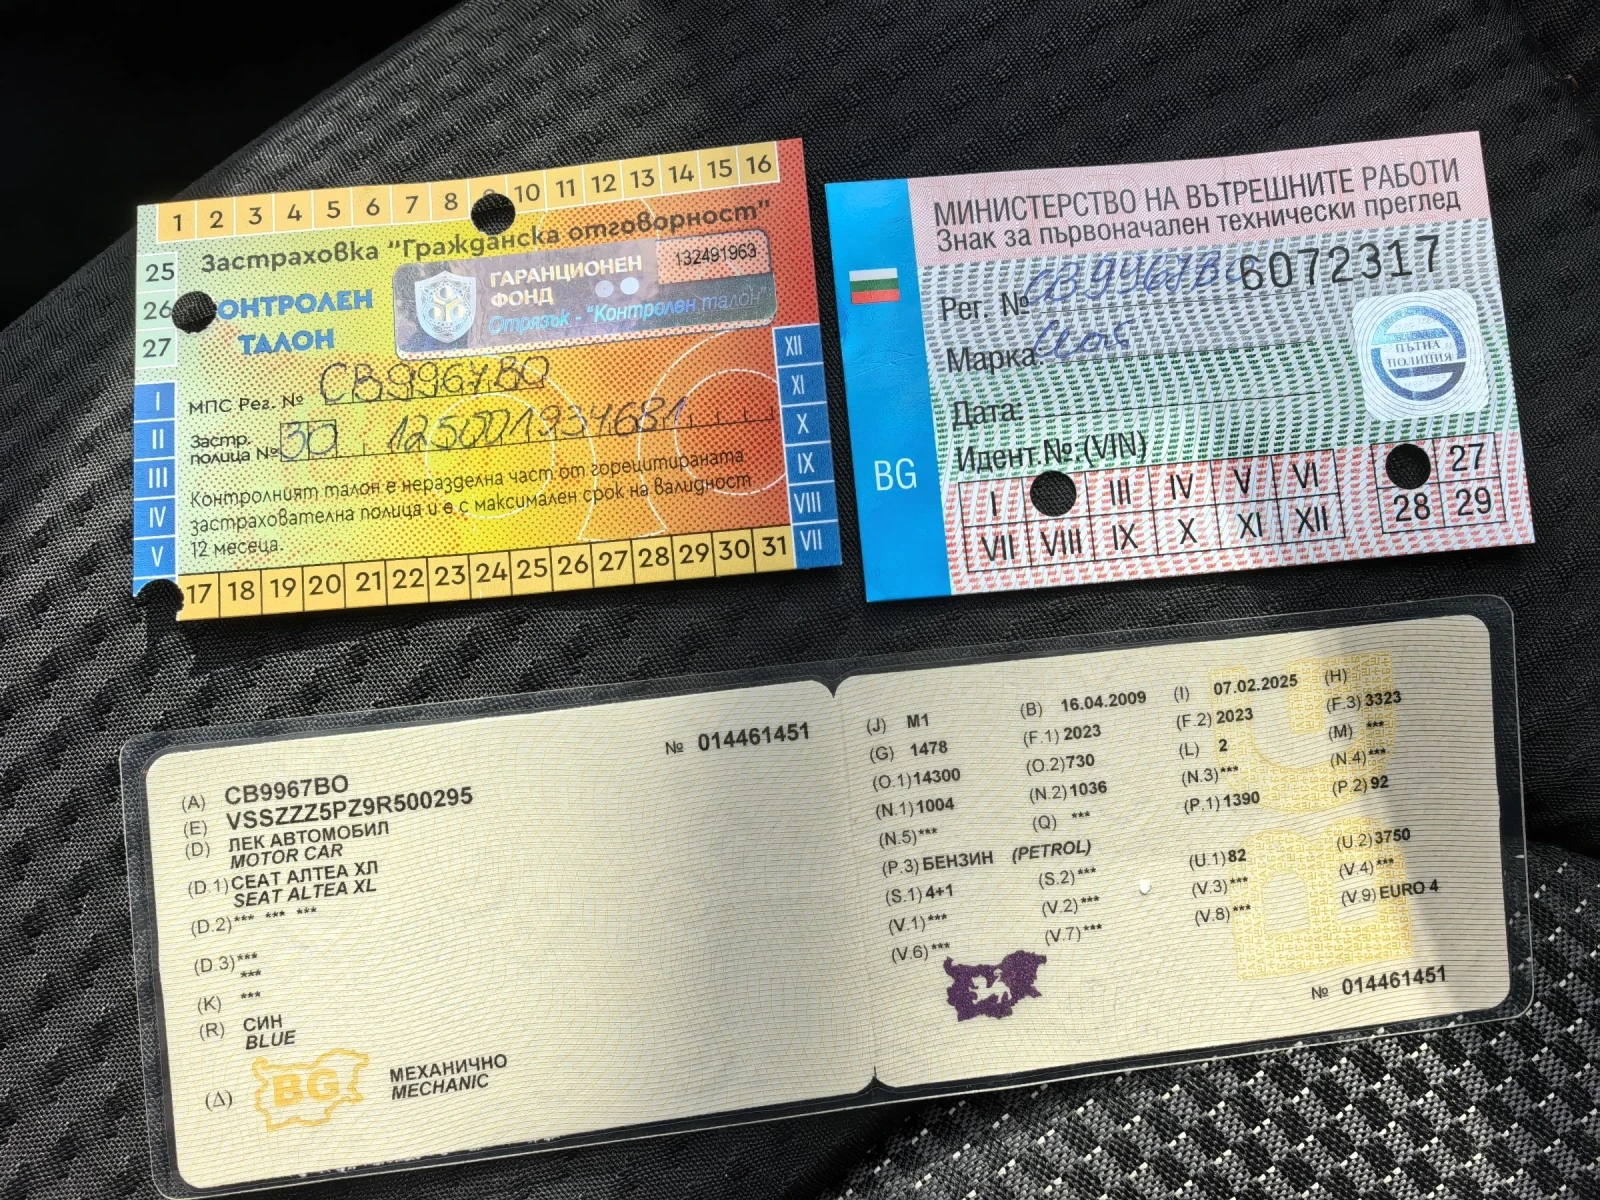 1 2 3 4 5 6 7 8 10 11 12 13 14 15 16
Застраховка "Гражданска отговорност"
25
26
27
КОНТРОЛЕН
ТАЛОН
ГАРАНЦИОНЕН
ФОНД
132491963
Отрязък - "Контролен талон"
МПС Рег. № СВ9967ВО
Застр.
полица № 30 125001934681
Контролният талон е неразделна част от горецитираната
застрахователна полица и е с максимален срок на валидност
12 месеца.
I
II
III
IV
V
XII
XI
X
IX
VIII
VII
17 18 19 20 21 22 23 24 25 26 27 28 29 30 31
МИНИСТЕРСТВО НА ВЪТРЕШНИТЕ РАБОТИ
Знак за първоначален технически преглед
6072317
Рег. № СВ9967В
Марка:
Дата:
Идент.№:(VIN)
ПЪТНА
ПОЛИЦИЯ
BG
I III IV V VI
VII VIII IX X XI XII
27
28 29
№ 014461451
(A) CB9967BO
(E) VSSZZZ5PZ9R500295
(D) ЛЕК АВТОМОБИЛ
MOTOR CAR
(D.1) СЕАТ АЛТЕА ХЛ
SEAT ALTEA XL
(D.2) *** *** ***
(D.3) ***
***
(K) ***
(R) СИН
BLUE
(Δ) BG МЕХАНИЧНО
MECHANIC
(J) M1 (B) 16.04.2009 (I) 07.02.2025 (H)
(G) 1478 (F.1) 2023 (F.2) 2023 (F.3) 3323
(O.1) 14300 (O.2) 730 (L) 2 (M) ***
(N.1) 1004 (N.2) 1036 (N.3) *** (N.4) ***
(N.5) *** (Q) *** (P.1) 1390 (P.2) 92
(P.3) БЕНЗИН (PETROL)
(S.1) 4+1 (S.2) *** (U.1) 82 (U.2) 3750
(V.1) *** (V.2) *** (V.3) *** (V.4) ***
(V.6) *** (V.7) *** (V.8) *** (V.9) EURO 4
№ 014461451